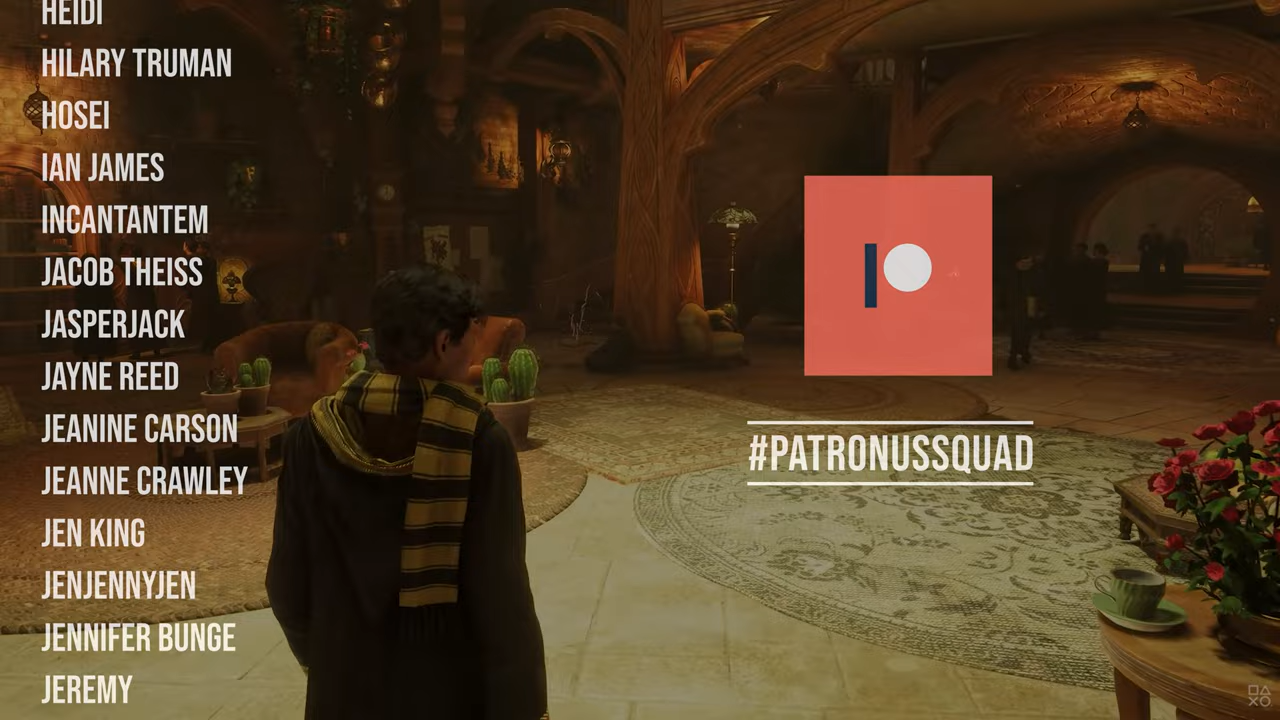 HEIDI
HILARY TRUMAN
HOSEI
IAN JAMES
INCANTANTEM
JACOB THEISS
JASPERJACK
JAYNE REED
JEANINE CARSON
JEANNE CRAWLEY
JEN KING
JENJENNYJEN
JENNIFER BUNGE
JEREMY
#PATRONUSSQUAD